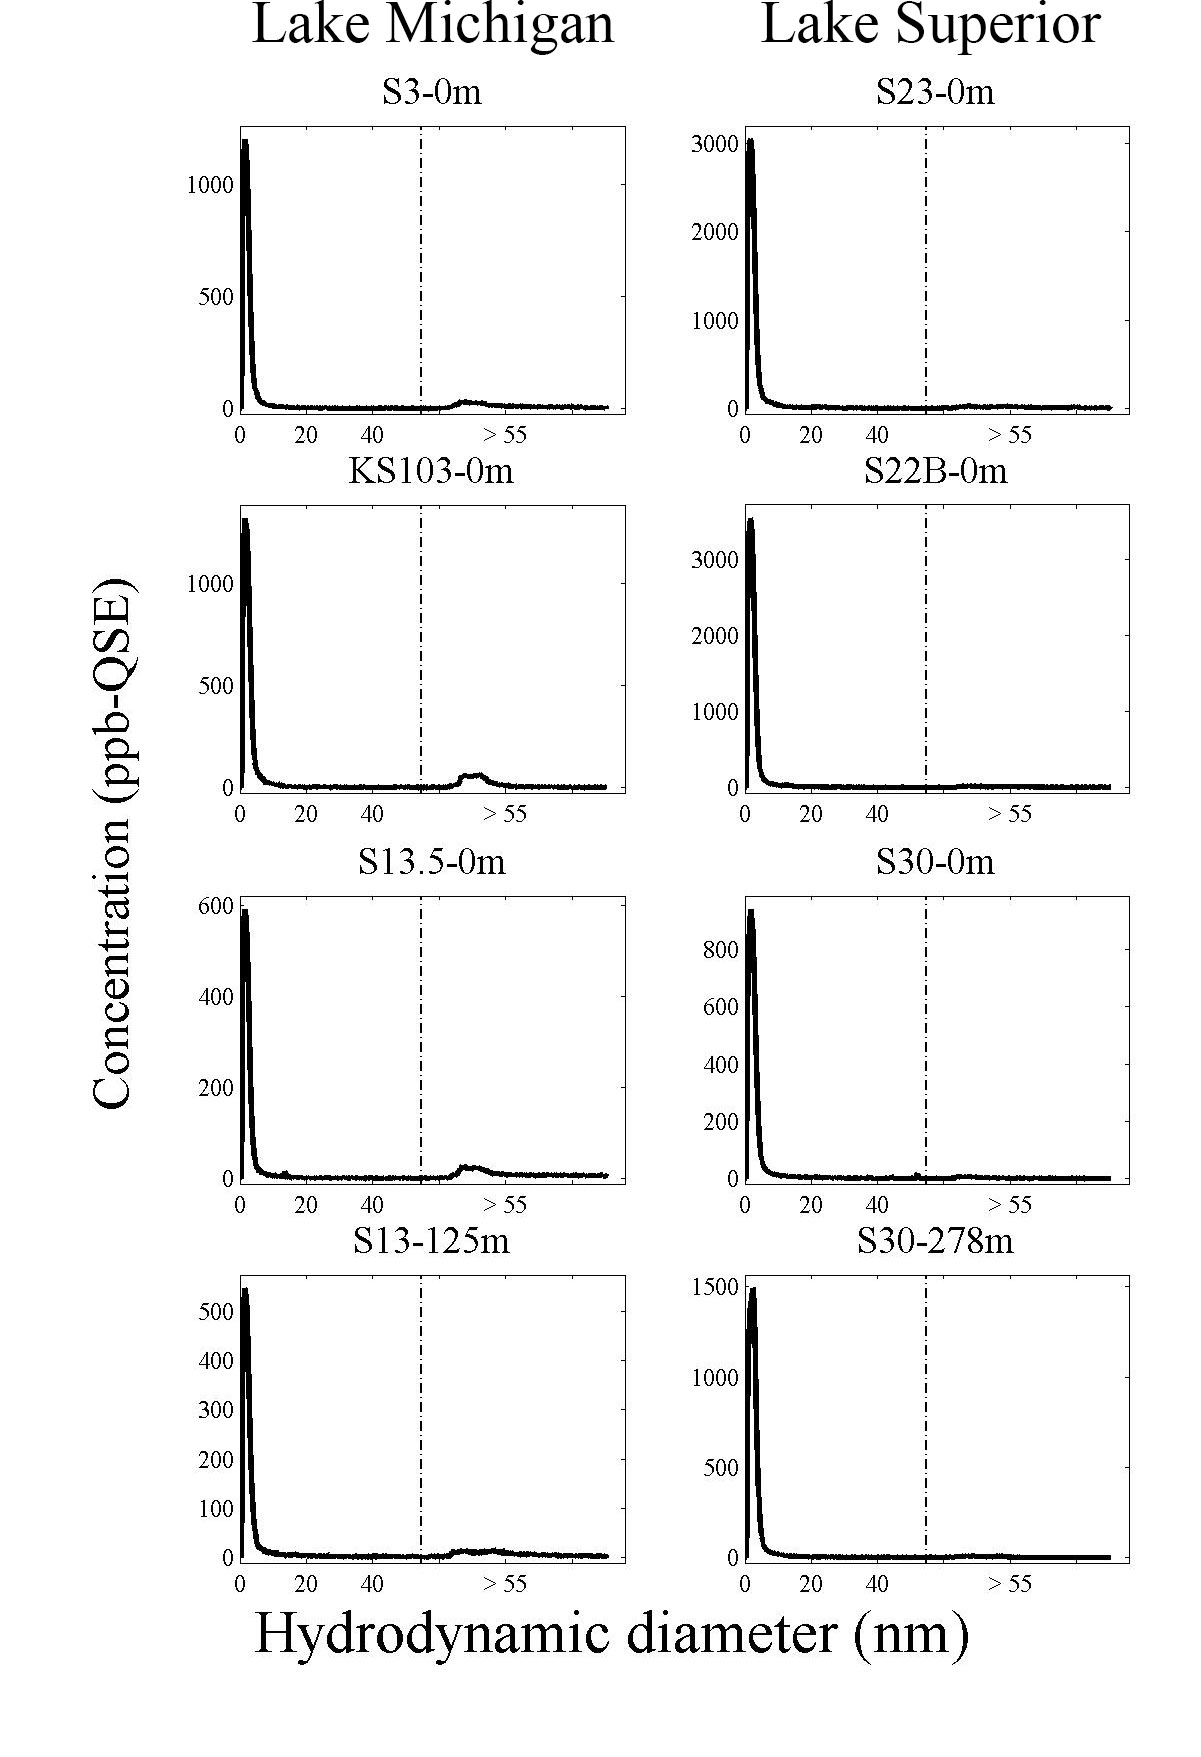 Lake Michigan Lake Superior
S3-0m S23-0m
1000
500
0
0 20 40 > 55
3000
2000
1000
0
0 20 40 > 55
KS103-0m S22B-0m
1000
500
0
0 20 40 > 55
3000
2000
1000
0
0 20 40 > 55
S13.5-0m S30-0m
600
400
200
0
0 20 40 > 55
800
600
400
200
0
0 20 40 > 55
S13-125m S30-278m
500
400
300
200
100
0
0 20 40 > 55
1500
1000
500
0
0 20 40 > 55
Concentration (ppb-QSE)
Hydrodynamic diameter (nm)